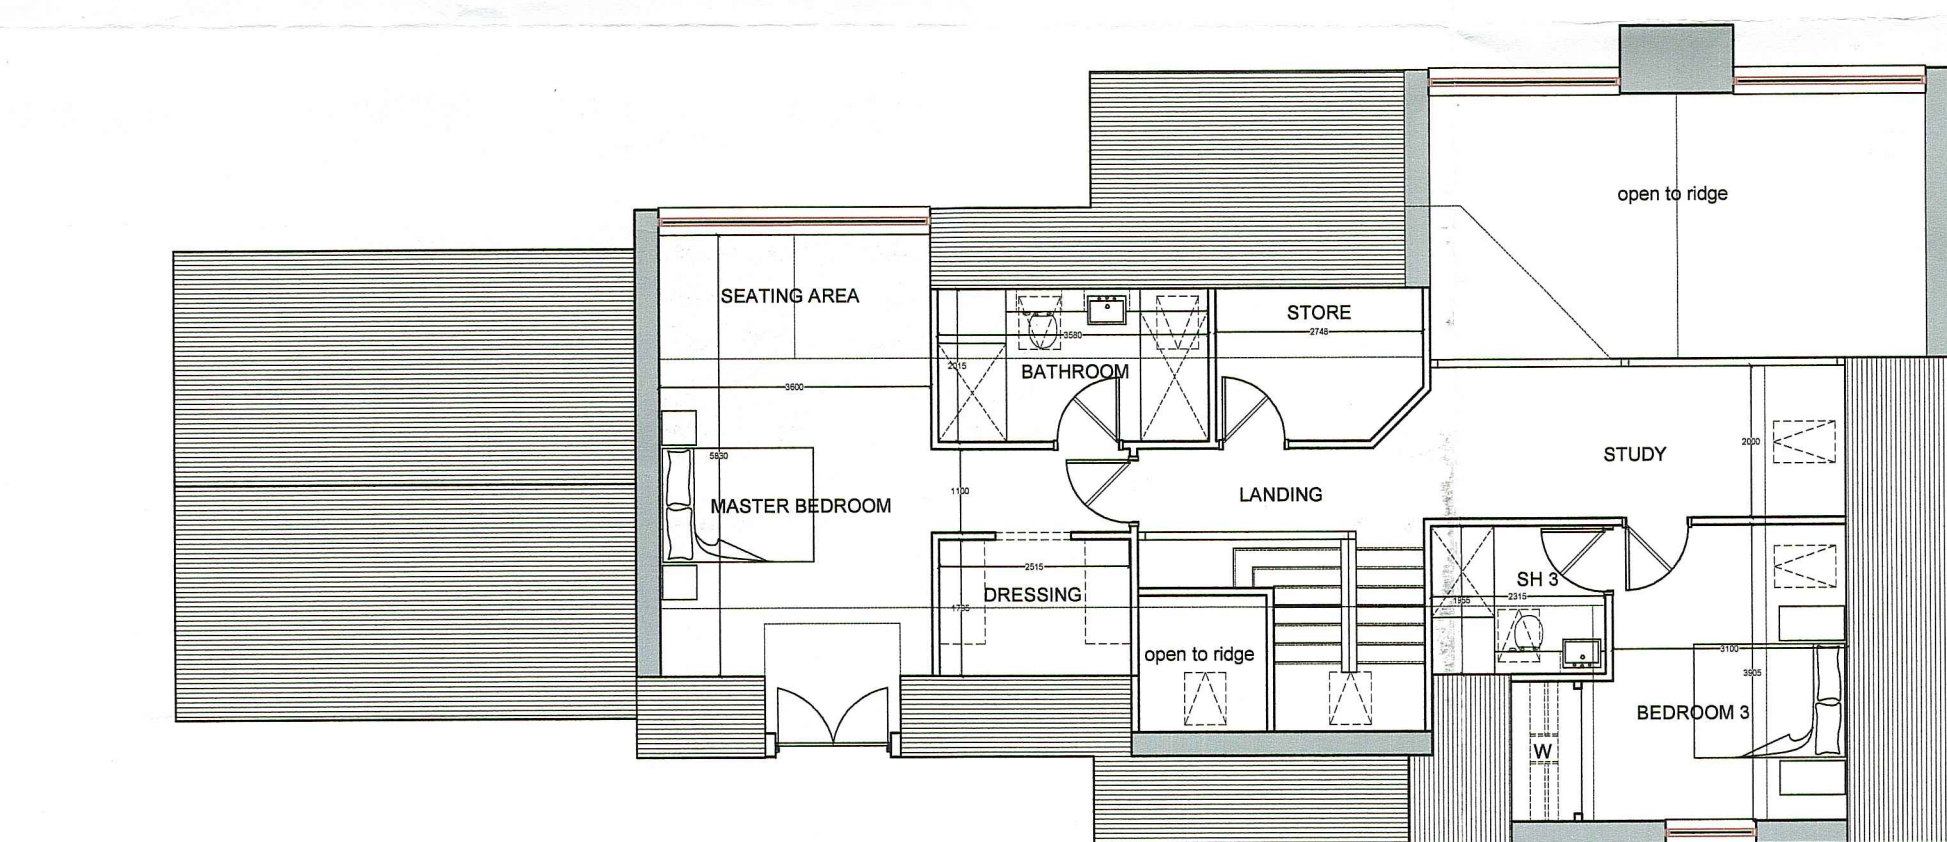 open to ridge
SEATING AREA
STORE
2748
3580
2015
BATHROOM
3600
5830
MASTER BEDROOM
1100
LANDING
STUDY
2000
2515
DRESSING
1735
SH 3
2315
1955
open to ridge
3100
3905
BEDROOM 3
W